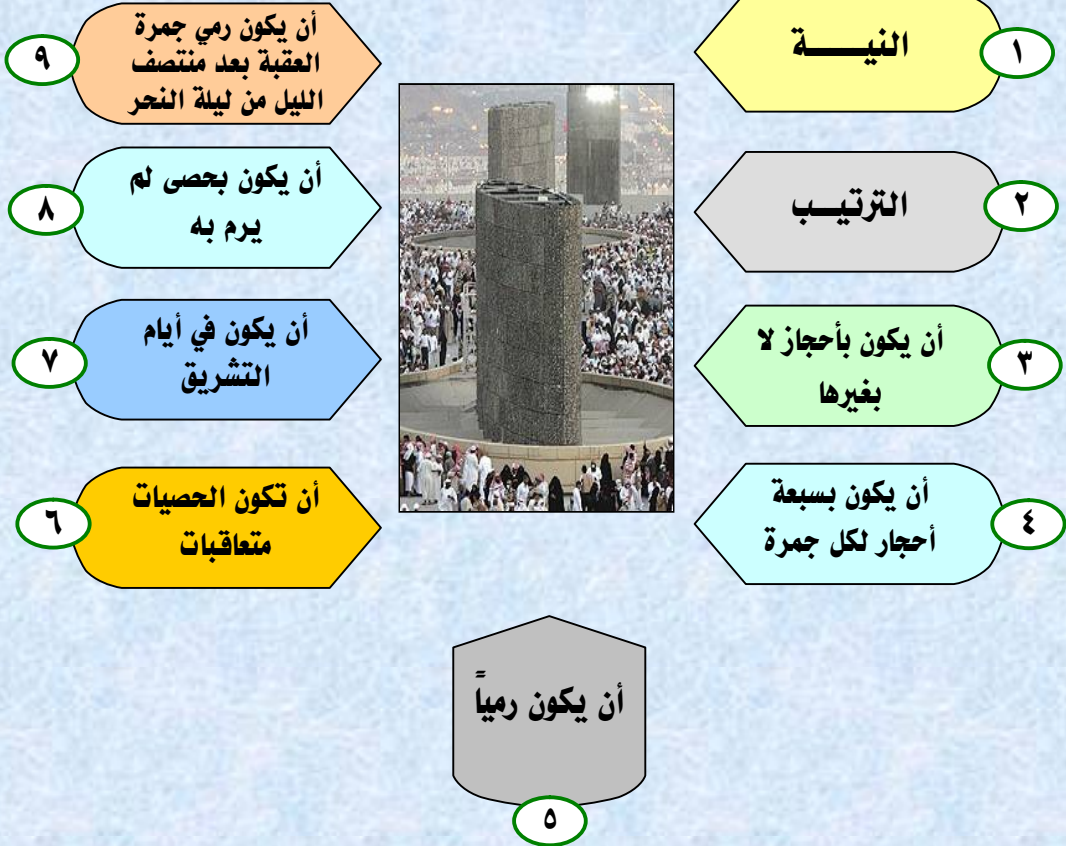 ١
النيـــــة
٢
الترتيـــب
٣
أن يكون بأحجاز لا
بغيرها
٤
أن يكون بسبعة
أحجار لكل جمرة
٥
أن يكون رمياً
٦
أن تكون الحصيات
متعاقبات
٧
أن يكون في أيام
التشريق
٨
أن يكون بحصى لم
يرم به
٩
أن يكون رمي جمرة
العقبة بعد منتصف
الليل من ليلة النحر